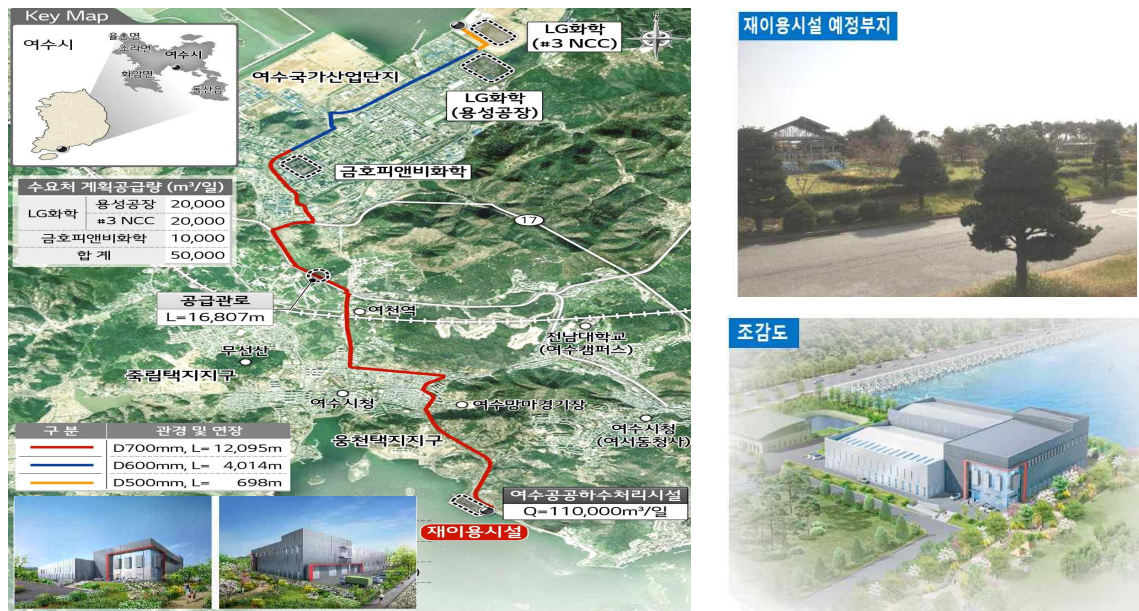 Key Map
여수시
율촌면
소라면
여수시
화양면
돌산읍
LG화학
(#3 NCC)
여수국가산업단지
LG화학
(용성공장)
금호피앤비화학
수요처 계획공급량 (m³/일)
LG화학 용성공장 20,000
#3 NCC 20,000
금호피앤비화학 10,000
합 계 50,000
17
공급관로
L=16,807m
여천역
전남대학교
(여수캠퍼스)
무선산
죽림택지지구
여수시청
여수망마경기장
여수시청
(여서동청사)
웅천택지지구
구 분 관경 및 연장
D700mm, L= 12,095m
D600mm, L= 4,014m
D500mm, L= 698m
여수공공하수처리시설
Q=110,000m³/일
재이용시설
재이용시설 예정부지
조감도